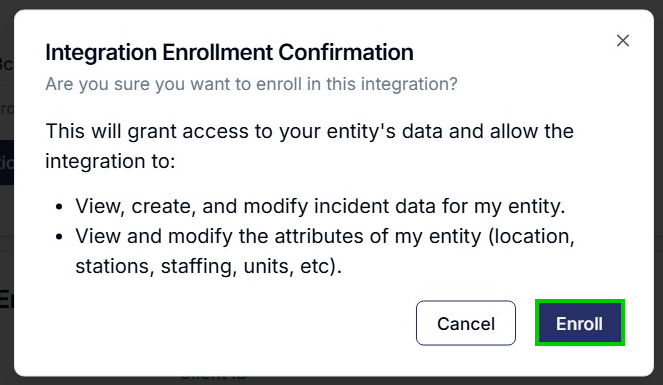 Integration Enrollment Confirmation
Are you sure you want to enroll in this integration?
This will grant access to your entity's data and allow the
integration to:
• View, create, and modify incident data for my entity.
• View and modify the attributes of my entity (location,
stations, staffing, units, etc).
Cancel
Enroll